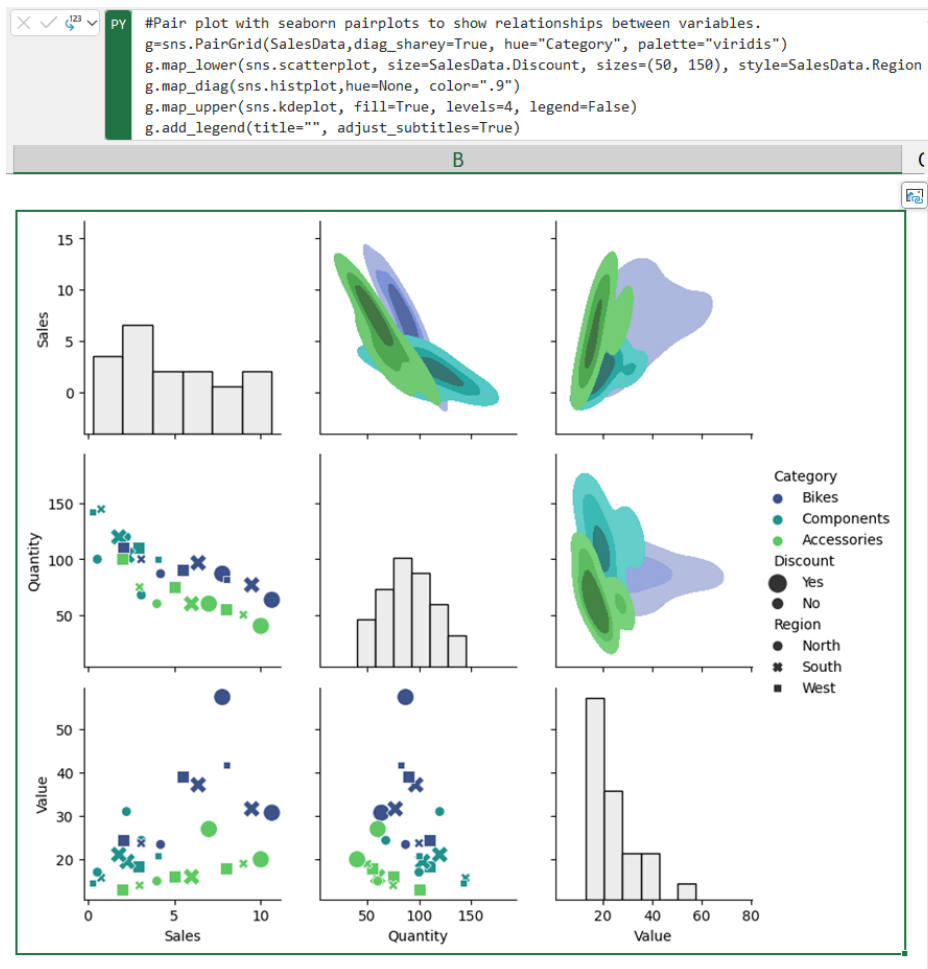 PY
#Pair plot with seaborn pairplots to show relationships between variables.
g=sns.PairGrid(SalesData,diag_sharey=True, hue="Category", palette="viridis")
g.map_lower(sns.scatterplot, size=SalesData.Discount, sizes=(50, 150), style=SalesData.Region
g.map_diag(sns.histplot,hue=None, color=".9")
g.map_upper(sns.kdeplot, fill=True, levels=4, legend=False)
g.add_legend(title="", adjust_subtitles=True)
B
15
10
5
0
Sales
150
100
50
Quantity
Category
Bikes
Components
Accessories
Discount
Yes
No
Region
North
South
West
50
40
30
20
Value
0 5 10
50 100 150
20 40 60 80
Sales
Quantity
Value